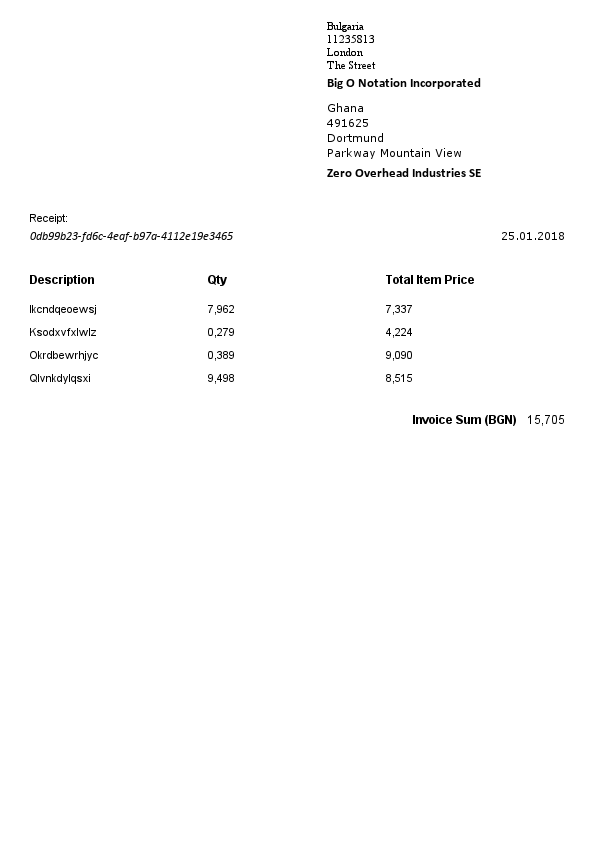 Bulgaria
11235813
London
The Street
Big O Notation Incorporated
Ghana
491625
Dortmund
Parkway Mountain View
Zero Overhead Industries SE
Receipt:
0db99b23-fd6c-4eaf-b97a-4112e19e3465 25.01.2018
Description Qty Total Item Price
Ikcndqeoewsj 7,962 7,337
Ksodxvfxlwlz 0,279 4,224
Okrdbewrhjyc 0,389 9,090
Qlvnkdylqsxi 9,498 8,515
Invoice Sum (BGN) 15,705